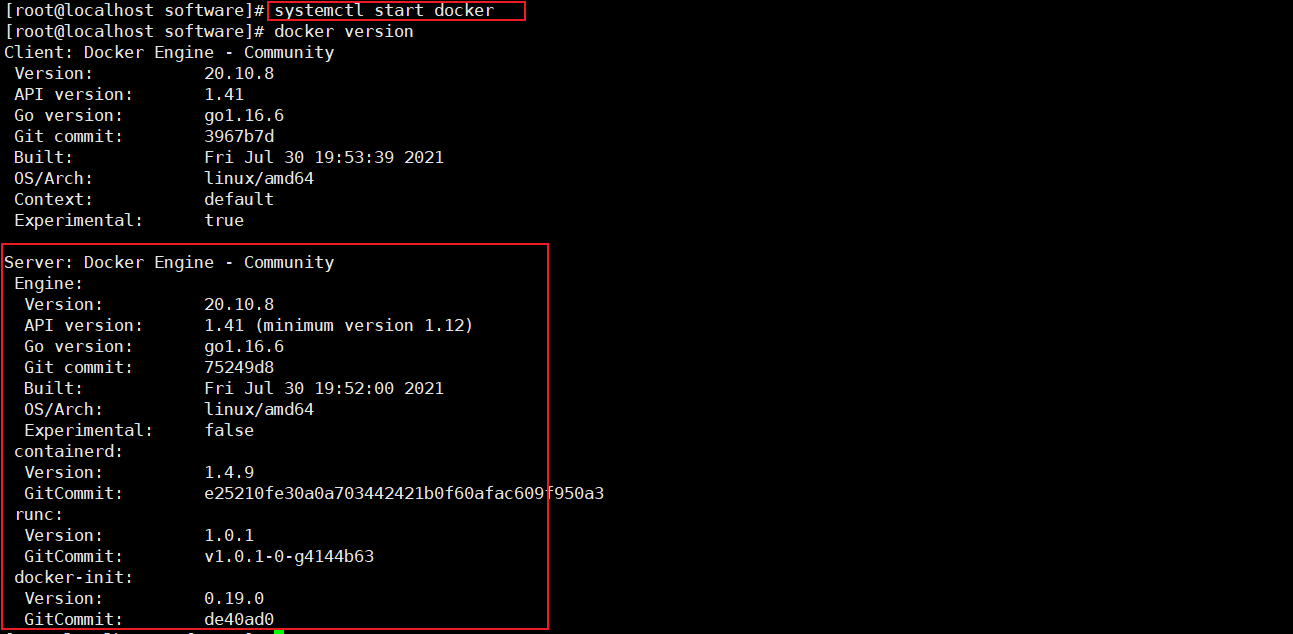 [root@localhost software]# systemctl start docker
[root@localhost software]# docker version
Client: Docker Engine - Community
 Version:           20.10.8
 API version:       1.41
 Go version:        go1.16.6
 Git commit:        3967b7d
 Built:             Fri Jul 30 19:53:39 2021
 OS/Arch:           linux/amd64
 Context:           default
 Experimental:      true

Server: Docker Engine - Community
 Engine:
  Version:          20.10.8
  API version:      1.41 (minimum version 1.12)
  Go version:       go1.16.6
  Git commit:       75249d8
  Built:            Fri Jul 30 19:52:00 2021
  OS/Arch:          linux/amd64
  Experimental:     false
 containerd:
  Version:          1.4.9
  GitCommit:        e25210fe30a0a703442421b0f60afac609f950a3
 runc:
  Version:          1.0.1
  GitCommit:        v1.0.1-0-g4144b63
 docker-init:
  Version:          0.19.0
  GitCommit:        de40ad0